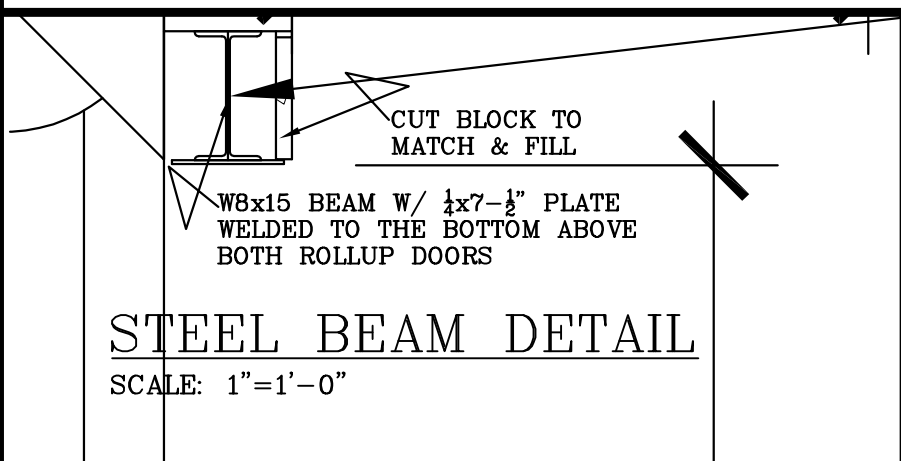 CUT BLOCK TO
MATCH & FILL
W8x15 BEAM W/ ¼x7-½" PLATE
WELDED TO THE BOTTOM ABOVE
BOTH ROLLUP DOORS
STEEL BEAM DETAIL
SCALE: 1"=1'-0"